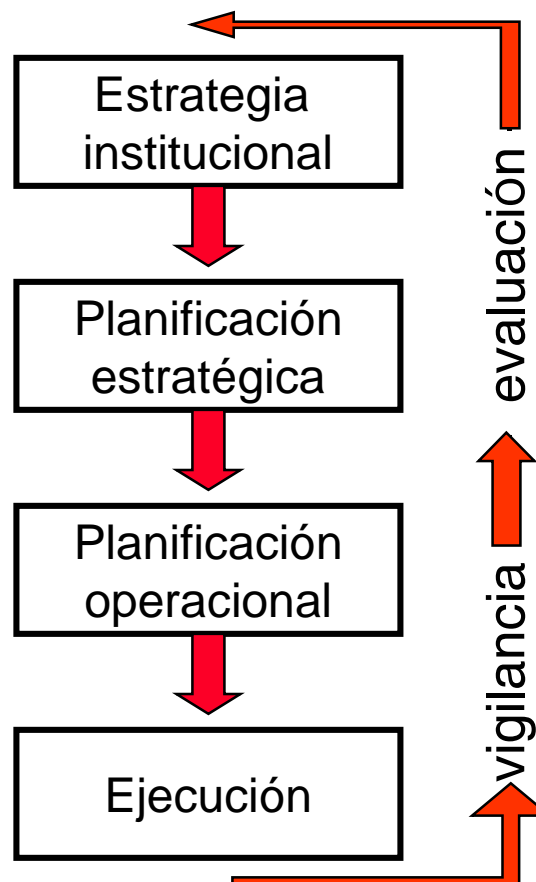 Estrategia
institucional
Planificación
estratégica
Planificación
operacional
Ejecución
vigilancia
evaluación